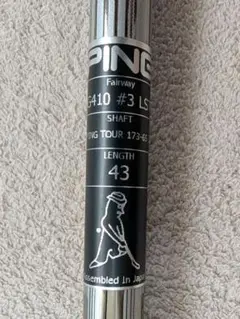 PING
Fairway
G410 #3 LST
SHAFT
PING TOUR 173-
LENGTH
43
Assembled In Japan